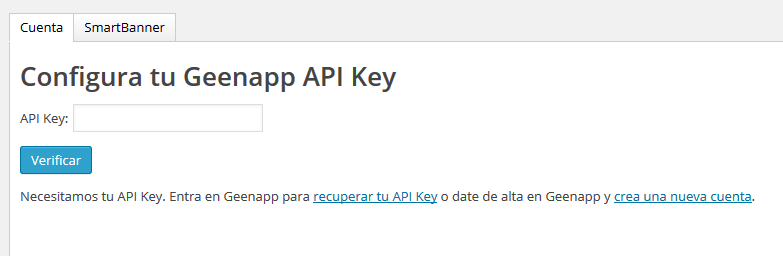 Cuenta SmartBanner
Configura tu Geenapp API Key
API Key:
Verificar
Necesitamos tu API Key. Entra en Geenapp para recuperar tu API Key o date de alta en Geenapp y crea una nueva cuenta.